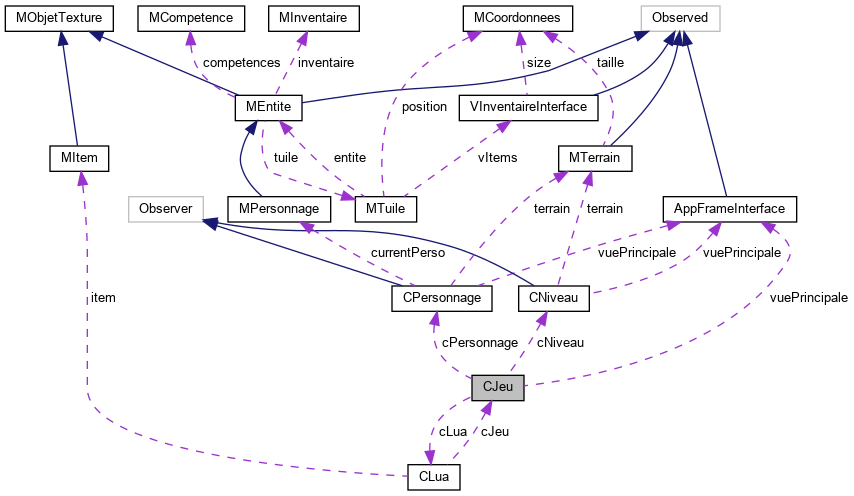 MObjetTexture
MCompetence
MInventaire
MCoordonnees
Observed
competences
inventaire
size
taille
MEntite
position
VInventaireInterface
MItem
tuile
entite
vItems
MTerrain
Observer
MPersonnage
MTuile
terrain
terrain
AppFrameInterface
currentPerso
vuePrincipale
vuePrincipale
item
CPersonnage
CNiveau
vuePrincipale
cPersonnage
cNiveau
CJeu
cLua
cJeu
CLua